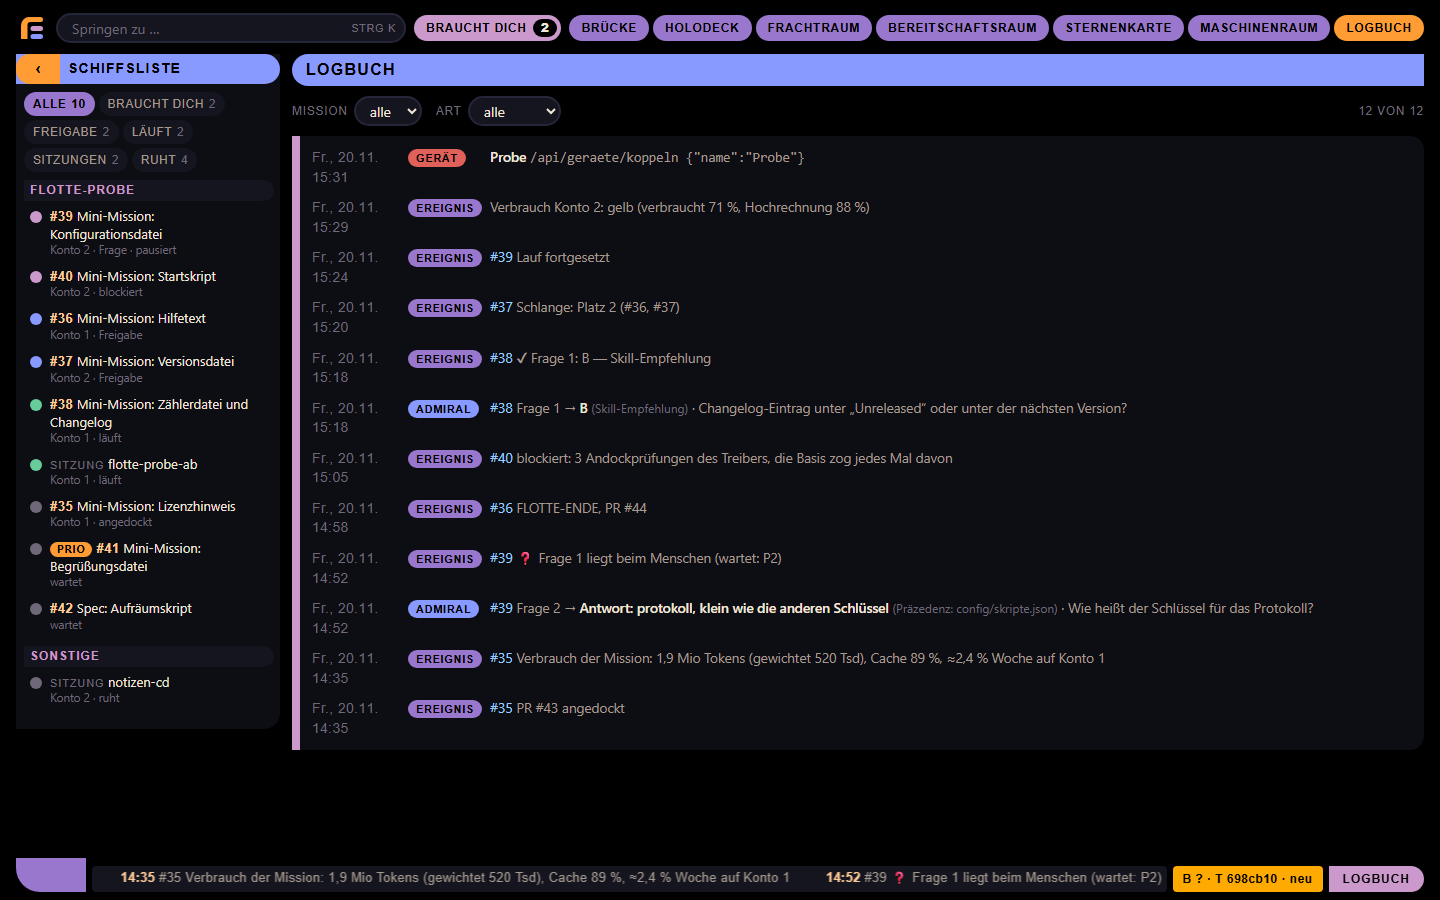 Springen zu ... STRG K BRAUCHT DICH 2 BRÜCKE HOLODECK FRACHTRAUM BEREITSCHAFTSRAUM STERNENKARTE MASCHINENRAUM LOGBUCH
‹ SCHIFFSLISTE
ALLE 10 BRAUCHT DICH 2
FREIGABE 2 LÄUFT 2
SITZUNGEN 2 RUHT 4
FLOTTE-PROBE
#39 Mini-Mission:
Konfigurationsdatei
Konto 2 · Frage · pausiert
#40 Mini-Mission: Startskript
Konto 2 · blockiert
#36 Mini-Mission: Hilfetext
Konto 1 · Freigabe
#37 Mini-Mission: Versionsdatei
Konto 2 · Freigabe
#38 Mini-Mission: Zählerdatei und
Changelog
Konto 1 · läuft
SITZUNG flotte-probe-ab
Konto 1 · läuft
#35 Mini-Mission: Lizenzhinweis
Konto 1 · angedockt
PRIO #41 Mini-Mission:
Begrüßungsdatei
wartet
#42 Spec: Aufräumskript
wartet
SONSTIGE
SITZUNG notizen-cd
Konto 2 · ruht
LOGBUCH
MISSION alle ART alle 12 VON 12
Fr., 20.11. GERÄT Probe /api/geraete/koppeln {"name":"Probe"}
15:31
Fr., 20.11. EREIGNIS Verbrauch Konto 2: gelb (verbraucht 71 %, Hochrechnung 88 %)
15:29
Fr., 20.11. EREIGNIS #39 Lauf fortgesetzt
15:24
Fr., 20.11. EREIGNIS #37 Schlange: Platz 2 (#36, #37)
15:20
Fr., 20.11. EREIGNIS #38 ✓ Frage 1: B — Skill-Empfehlung
15:18
Fr., 20.11. ADMIRAL #38 Frage 1 → B (Skill-Empfehlung) · Changelog-Eintrag unter „Unreleased“ oder unter der nächsten Version?
15:18
Fr., 20.11. EREIGNIS #40 blockiert: 3 Andockprüfungen des Treibers, die Basis zog jedes Mal davon
15:05
Fr., 20.11. EREIGNIS #36 FLOTTE-ENDE, PR #44
14:58
Fr., 20.11. EREIGNIS #39 ❓ Frage 1 liegt beim Menschen (wartet: P2)
14:52
Fr., 20.11. ADMIRAL #39 Frage 2 → Antwort: protokoll, klein wie die anderen Schlüssel (Präzedenz: config/skripte.json) · Wie heißt der Schlüssel für das Protokoll?
14:52
Fr., 20.11. EREIGNIS #35 Verbrauch der Mission: 1,9 Mio Tokens (gewichtet 520 Tsd), Cache 89 %, ≈2,4 % Woche auf Konto 1
14:35
Fr., 20.11. EREIGNIS #35 PR #43 angedockt
14:35
14:35 #35 Verbrauch der Mission: 1,9 Mio Tokens (gewichtet 520 Tsd), Cache 89 %, ≈2,4 % Woche auf Konto 1 14:52 #39 ❓ Frage 1 liegt beim Menschen (wartet: P2) B ? · T 698cb10 · neu LOGBUCH